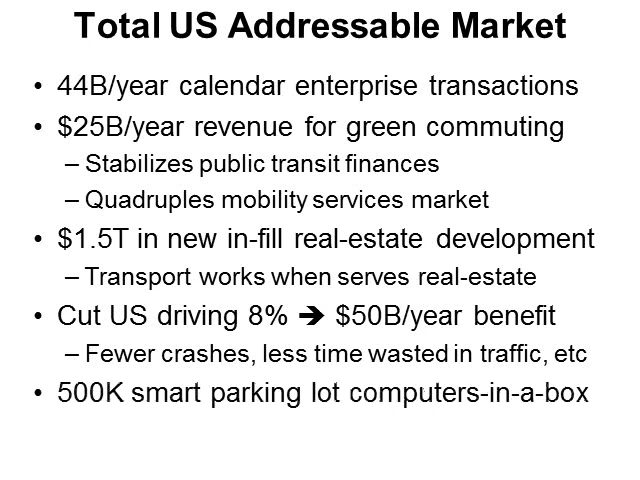 Total US Addressable Market
• 44B/year calendar enterprise transactions
• $25B/year revenue for green commuting
– Stabilizes public transit finances
– Quadruples mobility services market
• $1.5T in new in-fill real-estate development
– Transport works when serves real-estate
• Cut US driving 8% ➔ $50B/year benefit
– Fewer crashes, less time wasted in traffic, etc
• 500K smart parking lot computers-in-a-box